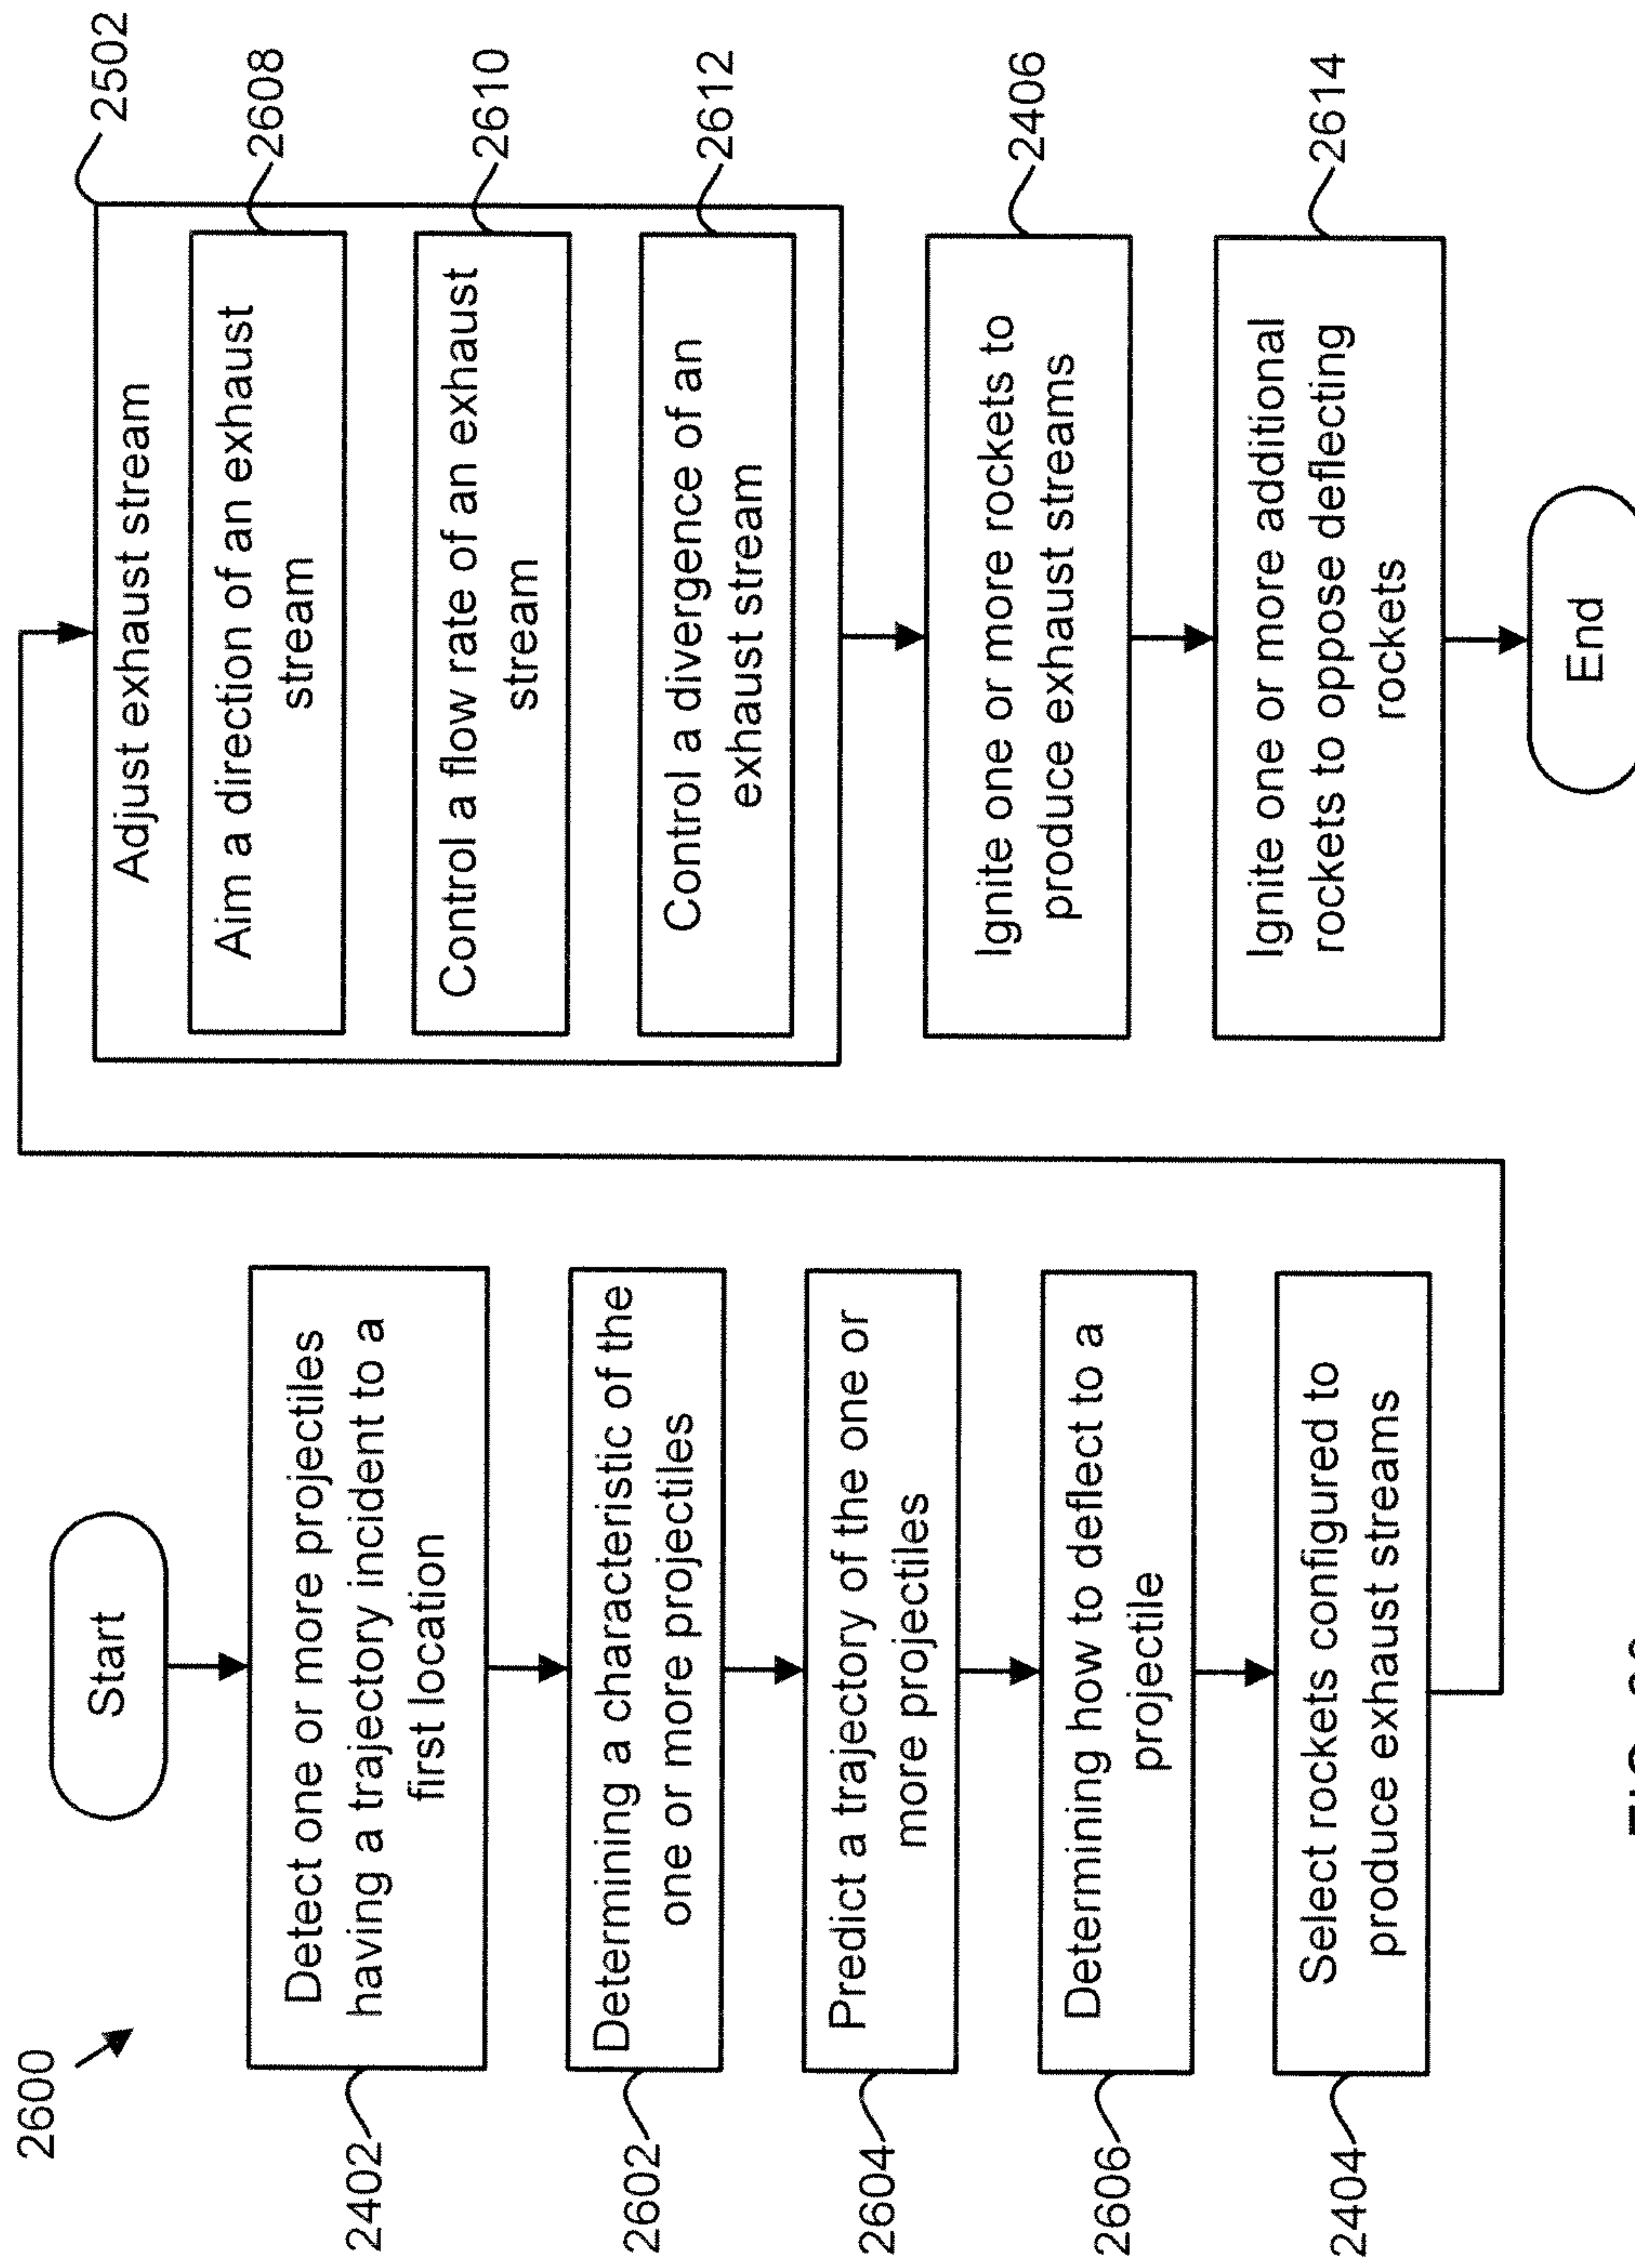 2600
Start
2402
Detect one or more projectiles
having a trajectory incident to a
first location
2602
Determining a characteristic of the
one or more projectiles
2604
Predict a trajectory of the one or
more projectiles
2606
Determining how to deflect to a
projectile
2404
Select rockets configured to
produce exhaust streams
2502
Adjust exhaust stream
2608
Aim a direction of an exhaust
stream
2610
Control a flow rate of an exhaust
stream
2612
Control a divergence of an
exhaust stream
2406
Ignite one or more rockets to
produce exhaust streams
2614
Ignite one or more additional
rockets to oppose deflecting
rockets
End